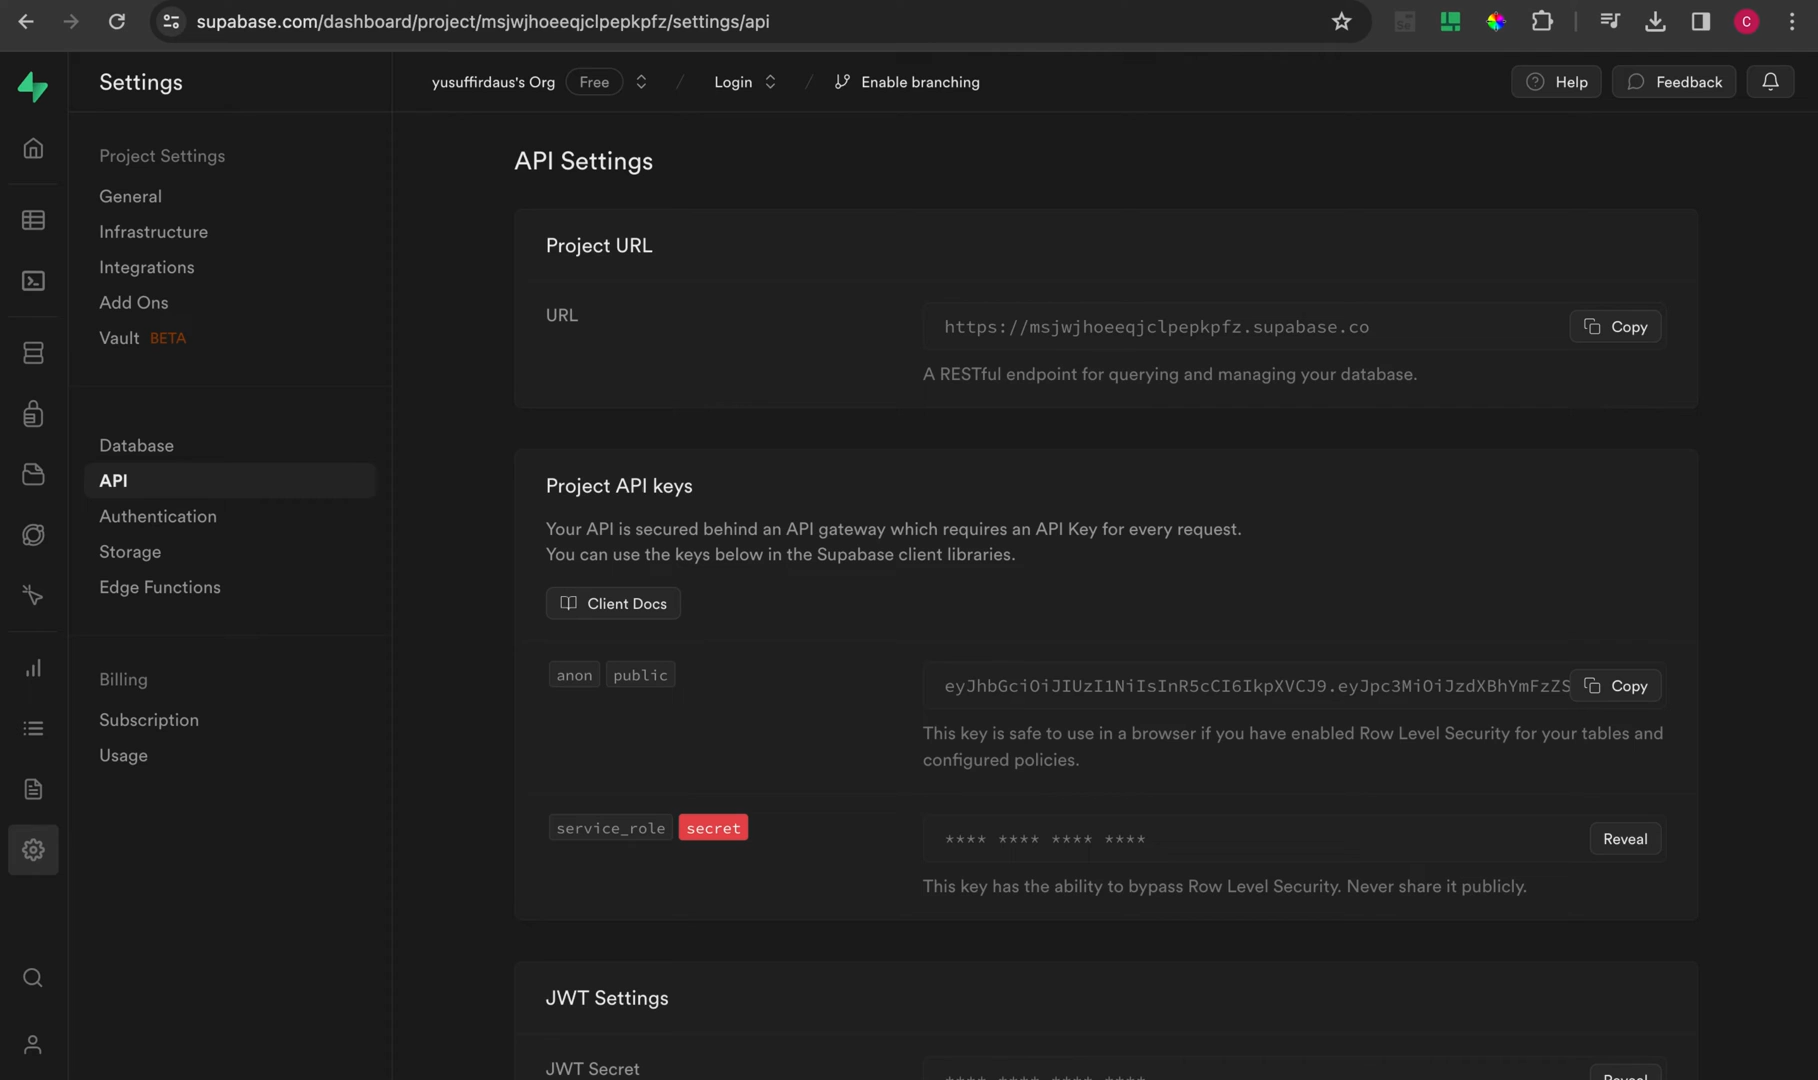 supabase.com/dashboard/project/msjwjhoeeqjclpepkpfz/settings/api
C
Settings
yusuffirdaus's Org Free / Login / Enable branching
Help
Feedback
Project Settings
General
Infrastructure
Integrations
Add Ons
Vault BETA
Database
API
Authentication
Storage
Edge Functions
Billing
Subscription
Usage
API Settings
Project URL
URL
https://msjwjhoeeqjclpepkpfz.supabase.co
Copy
A RESTful endpoint for querying and managing your database.
Project API keys
Your API is secured behind an API gateway which requires an API Key for every request.
You can use the keys below in the Supabase client libraries.
Client Docs
anon public
eyJhbGciOiJIUzI1NiIsInR5cCI6IkpXVCJ9.eyJpc3MiOiJzdXBhYmFzZS
Copy
This key is safe to use in a browser if you have enabled Row Level Security for your tables and
configured policies.
service_role secret
**** **** **** ****
Reveal
This key has the ability to bypass Row Level Security. Never share it publicly.
JWT Settings
JWT Secret
**** **** **** ****
Reveal